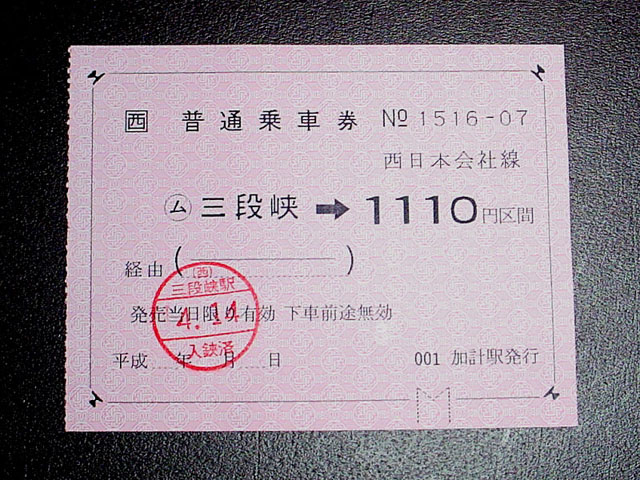 西 普通乗車券 № 1516-07
西日本会社線
ム 三段峡 ➡ 1110円区間
経由 ( )
(西)
三段峡駅
4.14
入鋏済
発売当日限り有効 下車前途無効
平成 年 月 日
001 加計駅発行